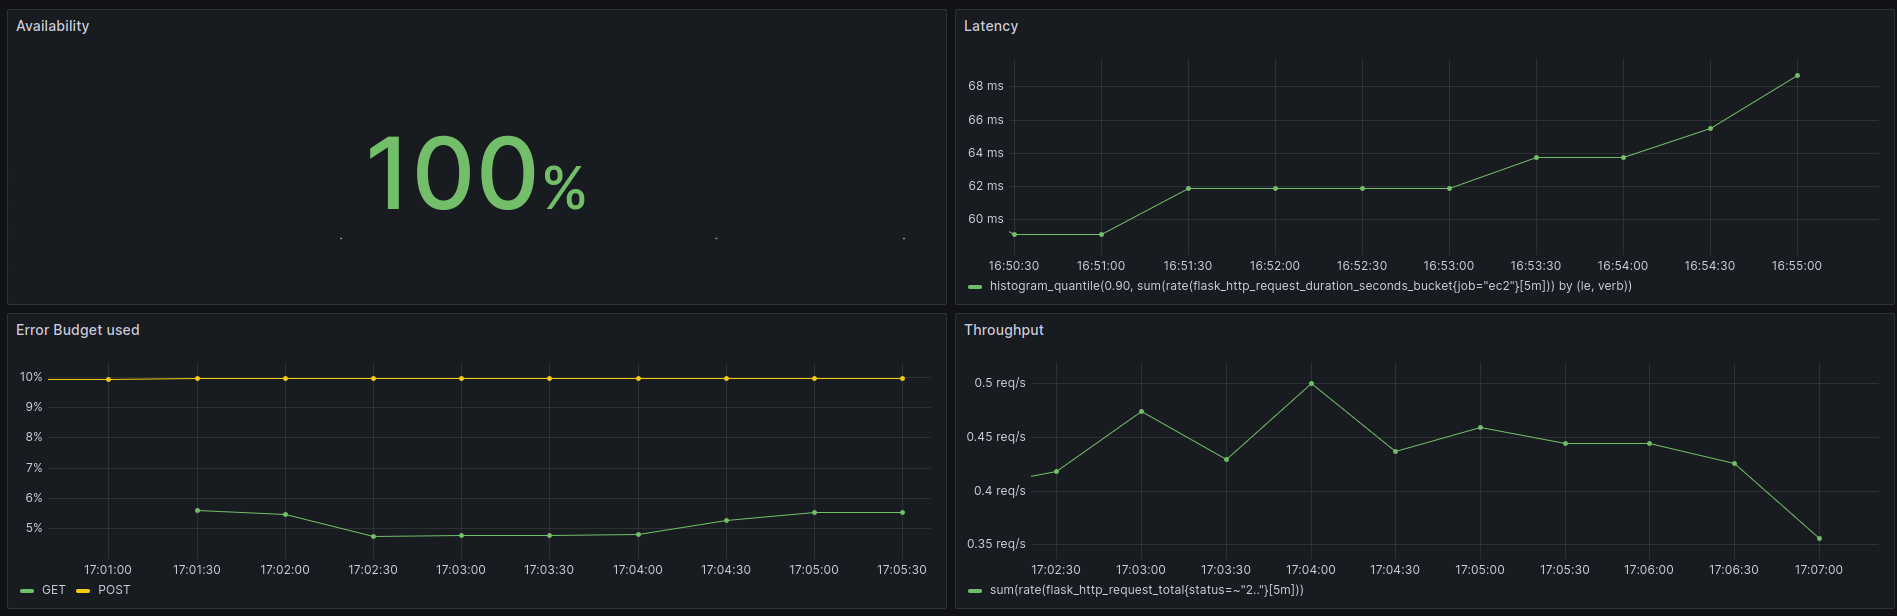 Availability
100%
Latency
68 ms
66 ms
64 ms
62 ms
60 ms
16:50:30 16:51:00 16:51:30 16:52:00 16:52:30 16:53:00 16:53:30 16:54:00 16:54:30 16:55:00
histogram_quantile(0.90, sum(rate(flask_http_request_duration_seconds_bucket{job="ec2"}[5m])) by (le, verb))
Error Budget used
10%
9%
8%
7%
6%
5%
17:01:00 17:01:30 17:02:00 17:02:30 17:03:00 17:03:30 17:04:00 17:04:30 17:05:00 17:05:30
GET POST
Throughput
0.5 req/s
0.45 req/s
0.4 req/s
0.35 req/s
17:02:30 17:03:00 17:03:30 17:04:00 17:04:30 17:05:00 17:05:30 17:06:00 17:06:30 17:07:00
sum(rate(flask_http_request_total{status=~"2.."}[5m]))